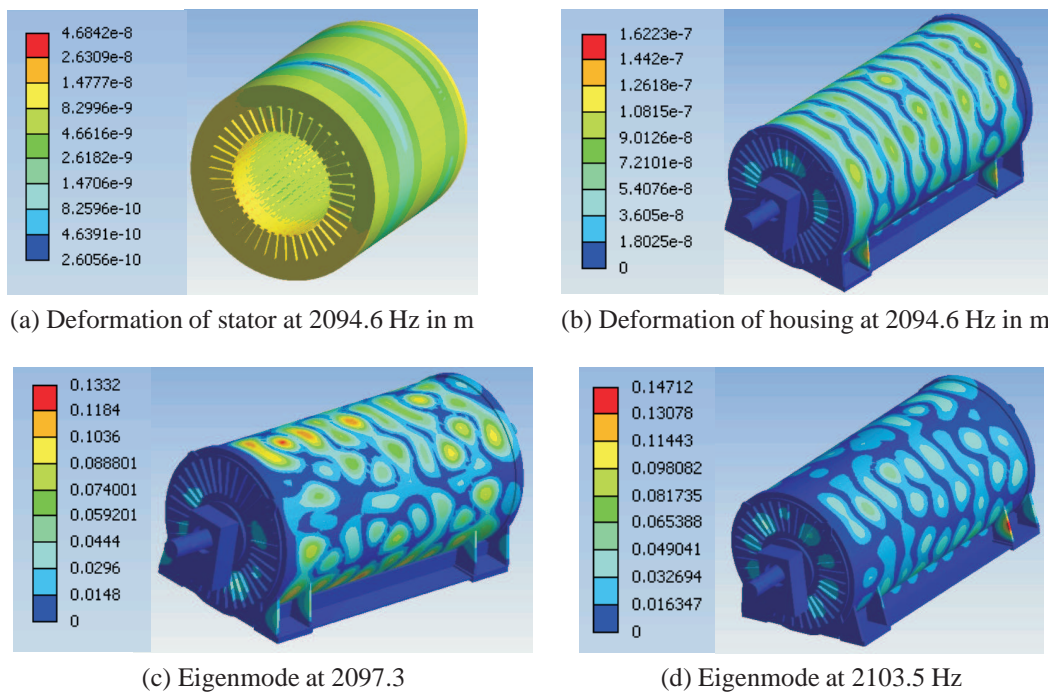 4.6842e-8
2.6309e-8
1.4777e-8
8.2996e-9
4.6616e-9
2.6182e-9
1.4706e-9
8.2596e-10
4.6391e-10
2.6056e-10
(a) Deformation of stator at 2094.6 Hz in m
1.6223e-7
1.442e-7
1.2618e-7
1.0815e-7
9.0126e-8
7.2101e-8
5.4076e-8
3.605e-8
1.8025e-8
0
(b) Deformation of housing at 2094.6 Hz in m
0.1332
0.1184
0.1036
0.088801
0.074001
0.059201
0.0444
0.0296
0.0148
0
(c) Eigenmode at 2097.3
0.14712
0.13078
0.11443
0.098082
0.081735
0.065388
0.049041
0.032694
0.016347
0
(d) Eigenmode at 2103.5 Hz